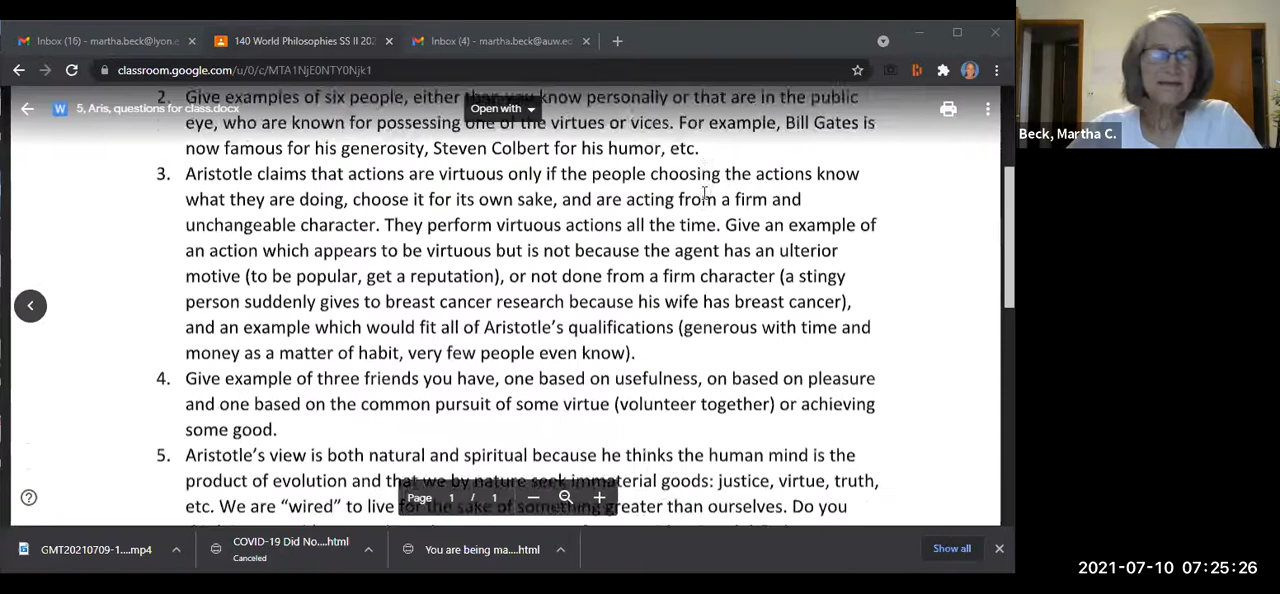 Inbox (16) - martha.beck@lyon.e
140 World Philosophies SS II 202
Inbox (4) - martha.beck@auw.ec
classroom.google.com/u/0/c/MTA1NjE0NTY0Njk1
5, Aris, questions for class.docx
Open with
2. Give examples of six people, either than you know personally or that are in the public
eye, who are known for possessing one of the virtues or vices. For example, Bill Gates is
now famous for his generosity, Steven Colbert for his humor, etc.
3. Aristotle claims that actions are virtuous only if the people choosing the actions know
what they are doing, choose it for its own sake, and are acting from a firm and
unchangeable character. They perform virtuous actions all the time. Give an example of
an action which appears to be virtuous but is not because the agent has an ulterior
motive (to be popular, get a reputation), or not done from a firm character (a stingy
person suddenly gives to breast cancer research because his wife has breast cancer),
and an example which would fit all of Aristotle's qualifications (generous with time and
money as a matter of habit, very few people even know).
4. Give example of three friends you have, one based on usefulness, on based on pleasure
and one based on the common pursuit of some virtue (volunteer together) or achieving
some good.
5. Aristotle's view is both natural and spiritual because he thinks the human mind is the
product of evolution and that we by nature seek immaterial goods: justice, virtue, truth,
etc. We are “wired” to live for the sake of something greater than ourselves. Do you
Page 1 / 1
GMT20210709-1....mp4
COVID-19 Did No....html
Canceled
You are being ma....html
Show all
Beck, Martha C.
2021-07-10 07:25:26